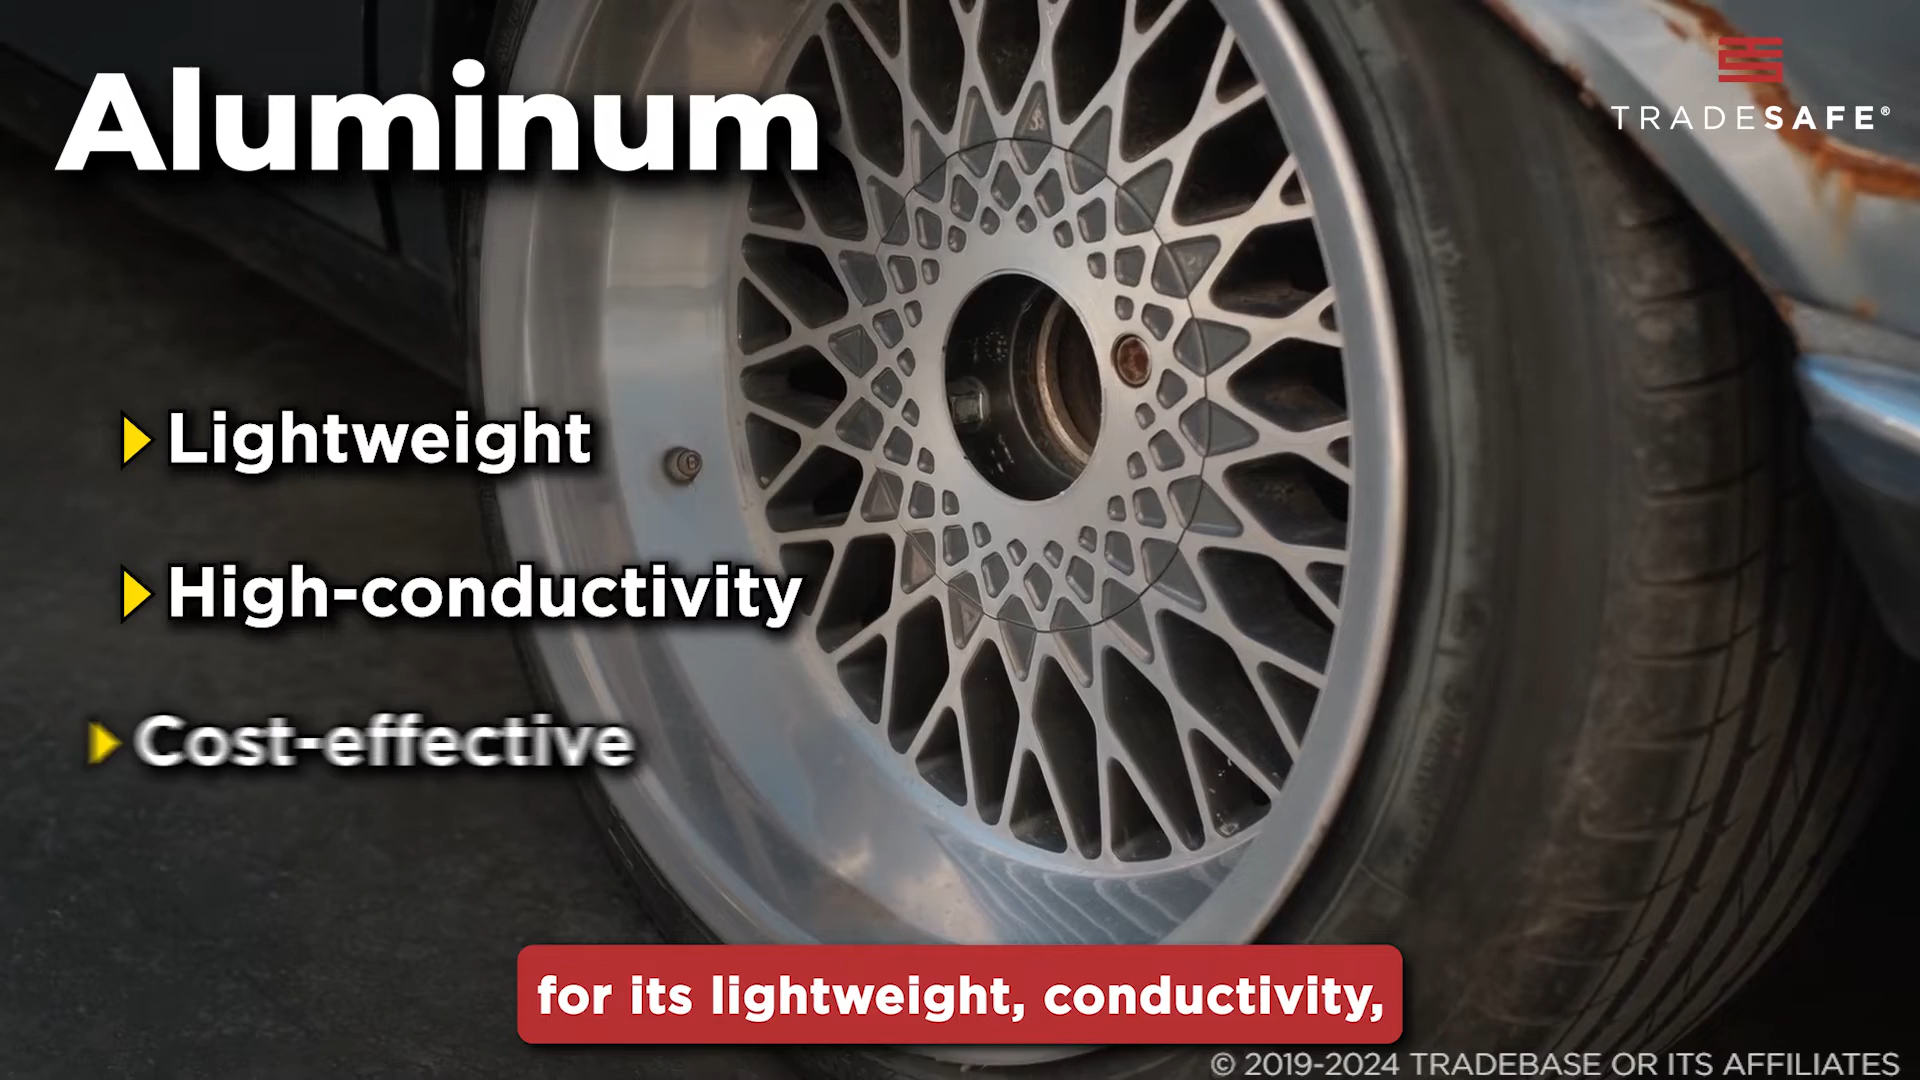 Aluminum
TRADESAFE®
Lightweight
High-conductivity
Cost-effective
for its lightweight, conductivity,
© 2019-2024 TRADEBASE OR ITS AFFILIATES